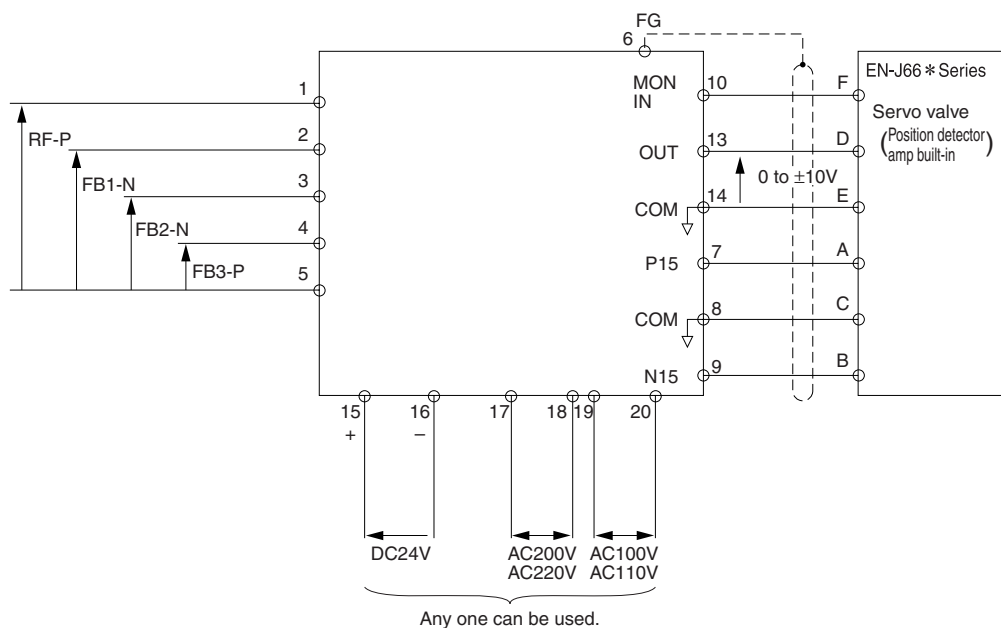 FG
6
1
RF-P
2
FB1-N
3
FB2-N
4
FB3-P
5
MON
IN
10
F
OUT
13
D
0 to ±10V
COM
14
E
P15
7
A
COM
8
C
N15
9
B
EN-J66＊Series
Servo valve
(Position detector
amp built-in)
15
16
17
18
19
20
+
−
DC24V
AC200V
AC220V
AC100V
AC110V
Any one can be used.